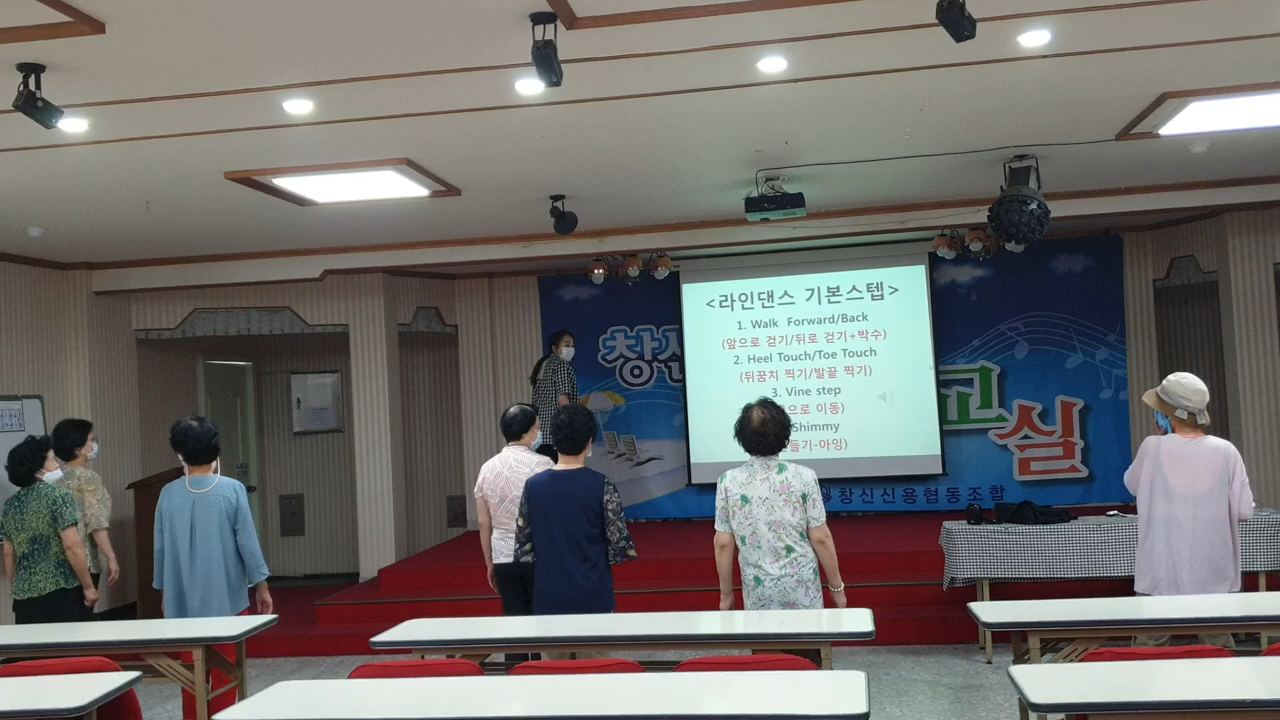 <라인댄스 기본스텝>
1. Walk Forward/Back
(앞으로 걷기/뒤로 걷기+박수)
2. Heel Touch/Toe Touch
(뒤꿈치 찍기/발끝 찍기)
3. Vine step
으로 이동)
Shimmy
들기-아잉)
창신
교실
창신신용협동조합